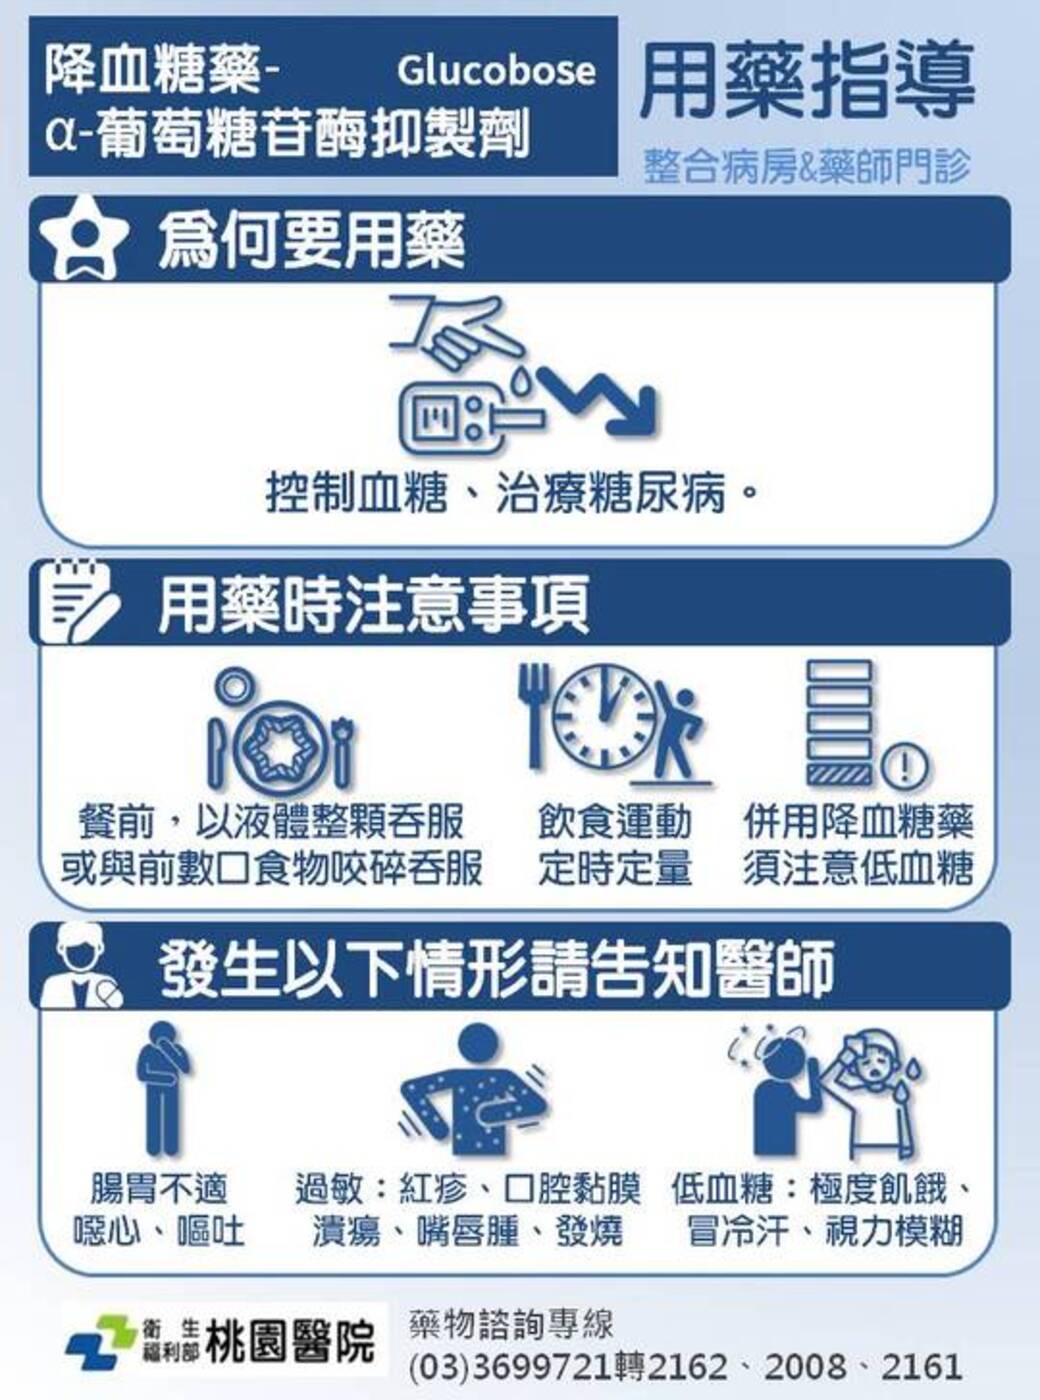 降血糖藥- Glucobose
α-葡萄糖苷酶抑製劑
用藥指導
整合病房&藥師門診
為何要用藥
控制血糖、治療糖尿病。
用藥時注意事項
餐前，以液體整顆吞服
或與前數口食物咬碎吞服
飲食運動
定時定量
併用降血糖藥
須注意低血糖
發生以下情形請告知醫師
腸胃不適
噁心、嘔吐
過敏：紅疹、口腔黏膜
潰瘍、嘴唇腫、發燒
低血糖：極度飢餓、
冒冷汗、視力模糊
衛生
福利部 桃園醫院
藥物諮詢專線
(03)3699721轉2162、2008、2161